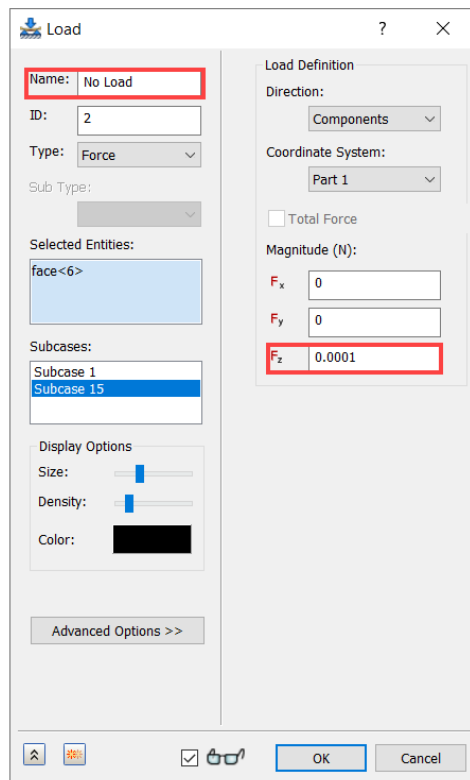 Load
?
Name: No Load
ID: 2
Type: Force
Sub Type:
Selected Entities:
face<6>
Subcases:
Subcase 1
Subcase 15
Display Options
Size:
Density:
Color:
Advanced Options >>
Load Definition
Direction:
Components
Coordinate System:
Part 1
Total Force
Magnitude (N):
Fx 0
Fy 0
Fz 0.0001
OK Cancel